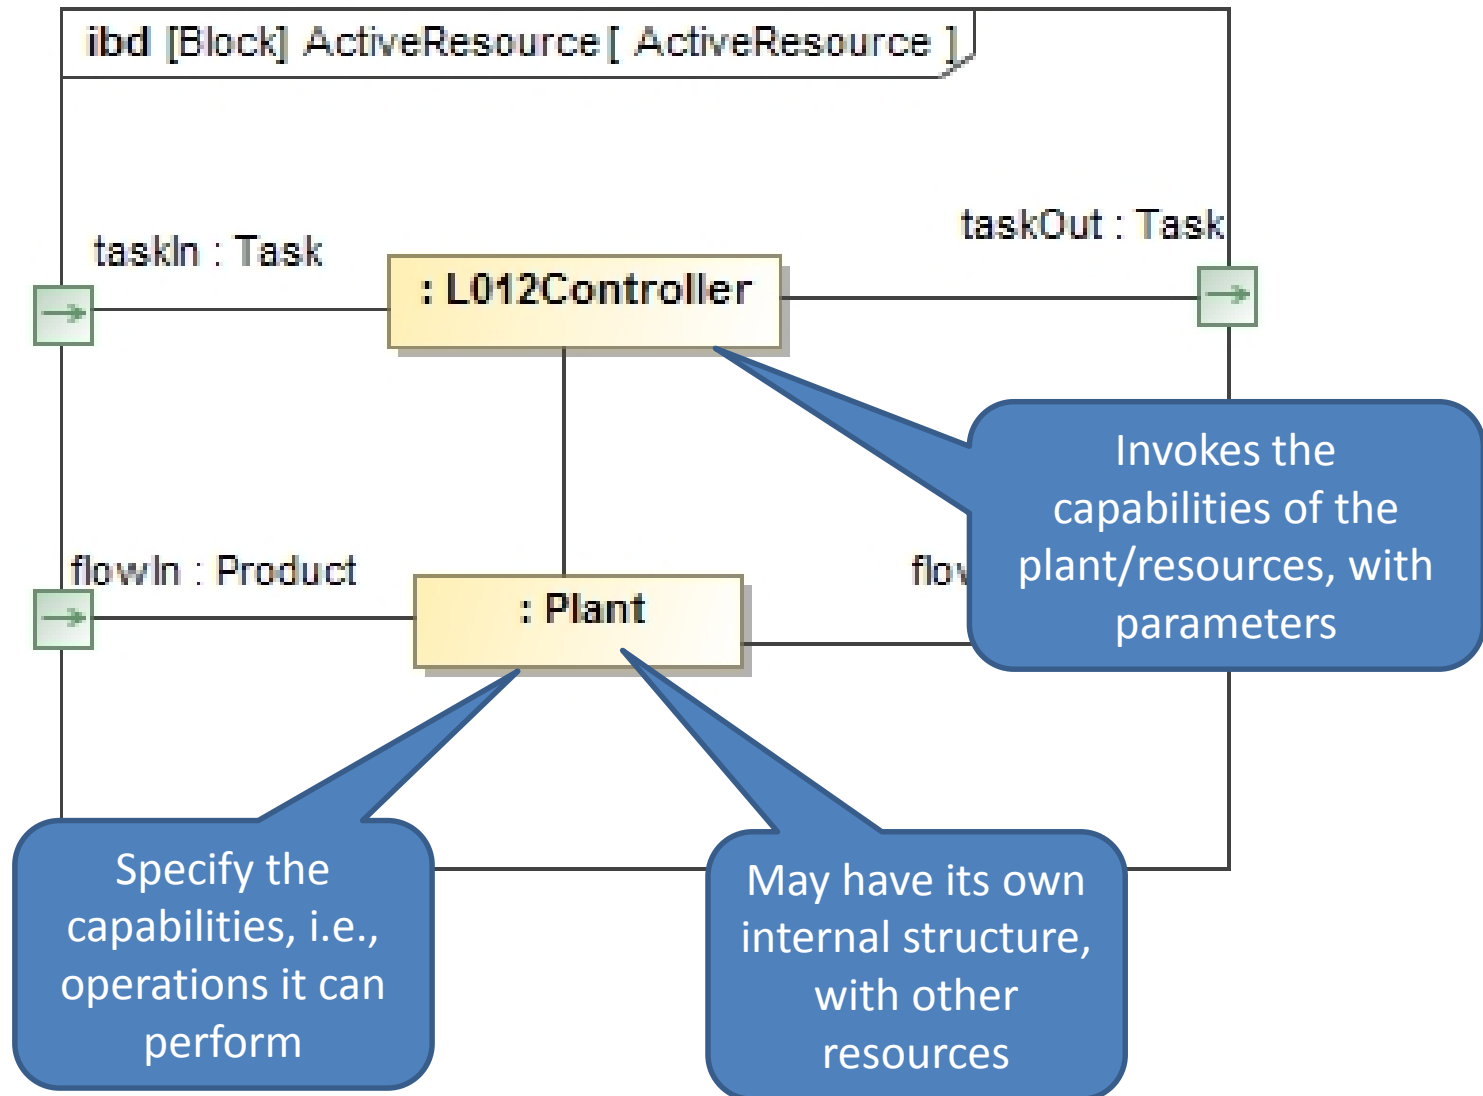 ibd [Block] ActiveResource[ ActiveResource ]
taskOut : Task
taskIn : Task
: L012Controller
Invokes the
capabilities of the
plant/resources, with
parameters
flowIn : Product
: Plant
Specify the
capabilities, i.e.,
operations it can
perform
May have its own
internal structure,
with other
resources